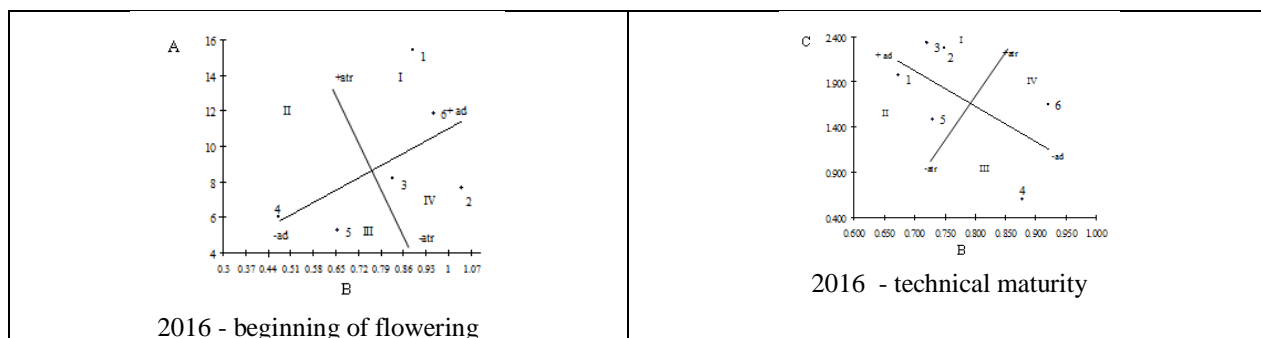 A
16
14
12
10
8
6
4
1
I
+atr
II
6
+ ad
3
IV
2
4
-ad
5
III
-atr
0.3 0.37 0.44 0.51 0.58 0.65 0.72 0.79 0.86 0.93 1 1.07
B
2016 - beginning of flowering
C
2.400
1.900
1.400
0.900
0.400
3
I
2
+atr
+ ad
1
IV
II
5
6
-ad
-atr
III
4
0.600 0.650 0.700 0.750 0.800 0.850 0.900 0.950 1.000
B
2016 - technical maturity